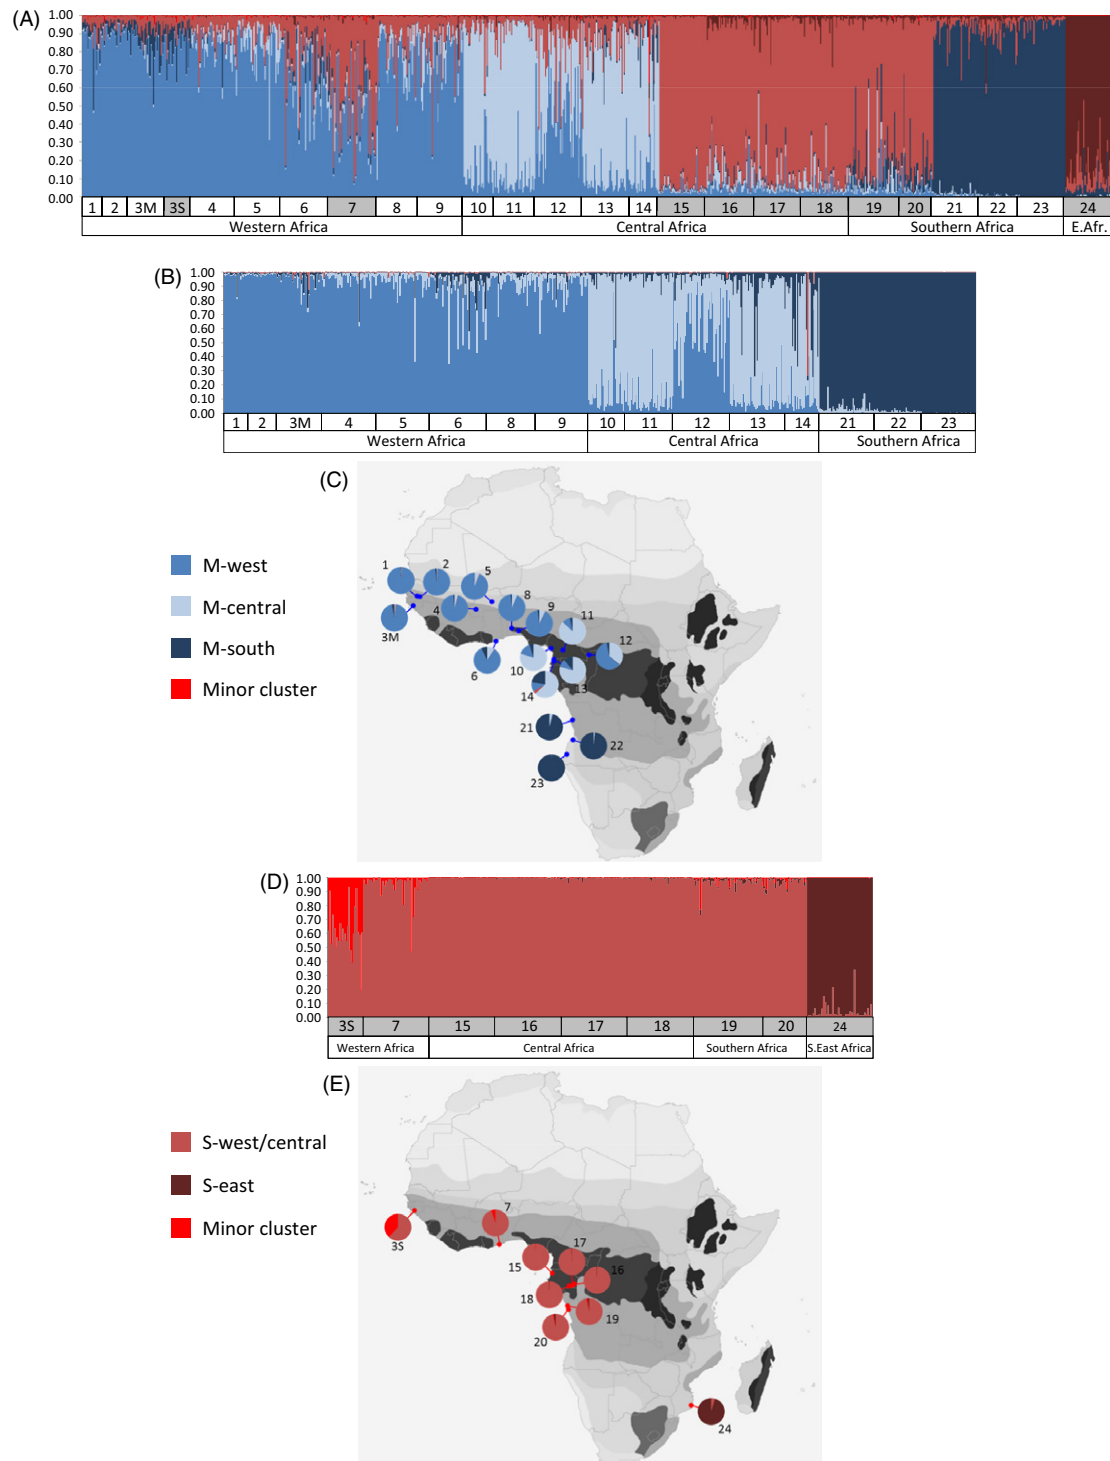 (A)
1.00
0.90
0.80
0.70
0.60
0.50
0.40
0.30
0.20
0.10
0.00
1 2 3M 3S 4 5 6 7 8 9 10 11 12 13 14 15 16 17 18 19 20 21 22 23 24
Western Africa Central Africa Southern Africa E.Afr.
(B)
1.00
0.90
0.80
0.70
0.60
0.50
0.40
0.30
0.20
0.10
0.00
1 2 3M 4 5 6 8 9 10 11 12 13 14 21 22 23
Western Africa Central Africa Southern Africa
(C)
M-west
M-central
M-south
Minor cluster
1
2
5
4
8
9
11
3M
12
6
10
13
14
21
22
23
(D)
1.00
0.90
0.80
0.70
0.60
0.50
0.40
0.30
0.20
0.10
0.00
3S 7 15 16 17 18 19 20 24
Western Africa Central Africa Southern Africa S.East Africa
(E)
S-west/central
S-east
Minor cluster
7
3S
17
15
16
18
19
20
24